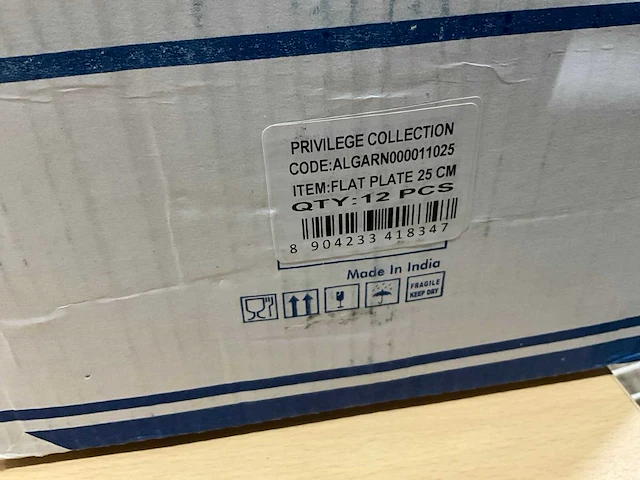 PRIVILEGE COLLECTION
CODE:ALGARN000011025
ITEM:FLAT PLATE 25 CM
QTY:12 PCS
8 904233 418347
Made In India
FRAGILE
KEEP DRY